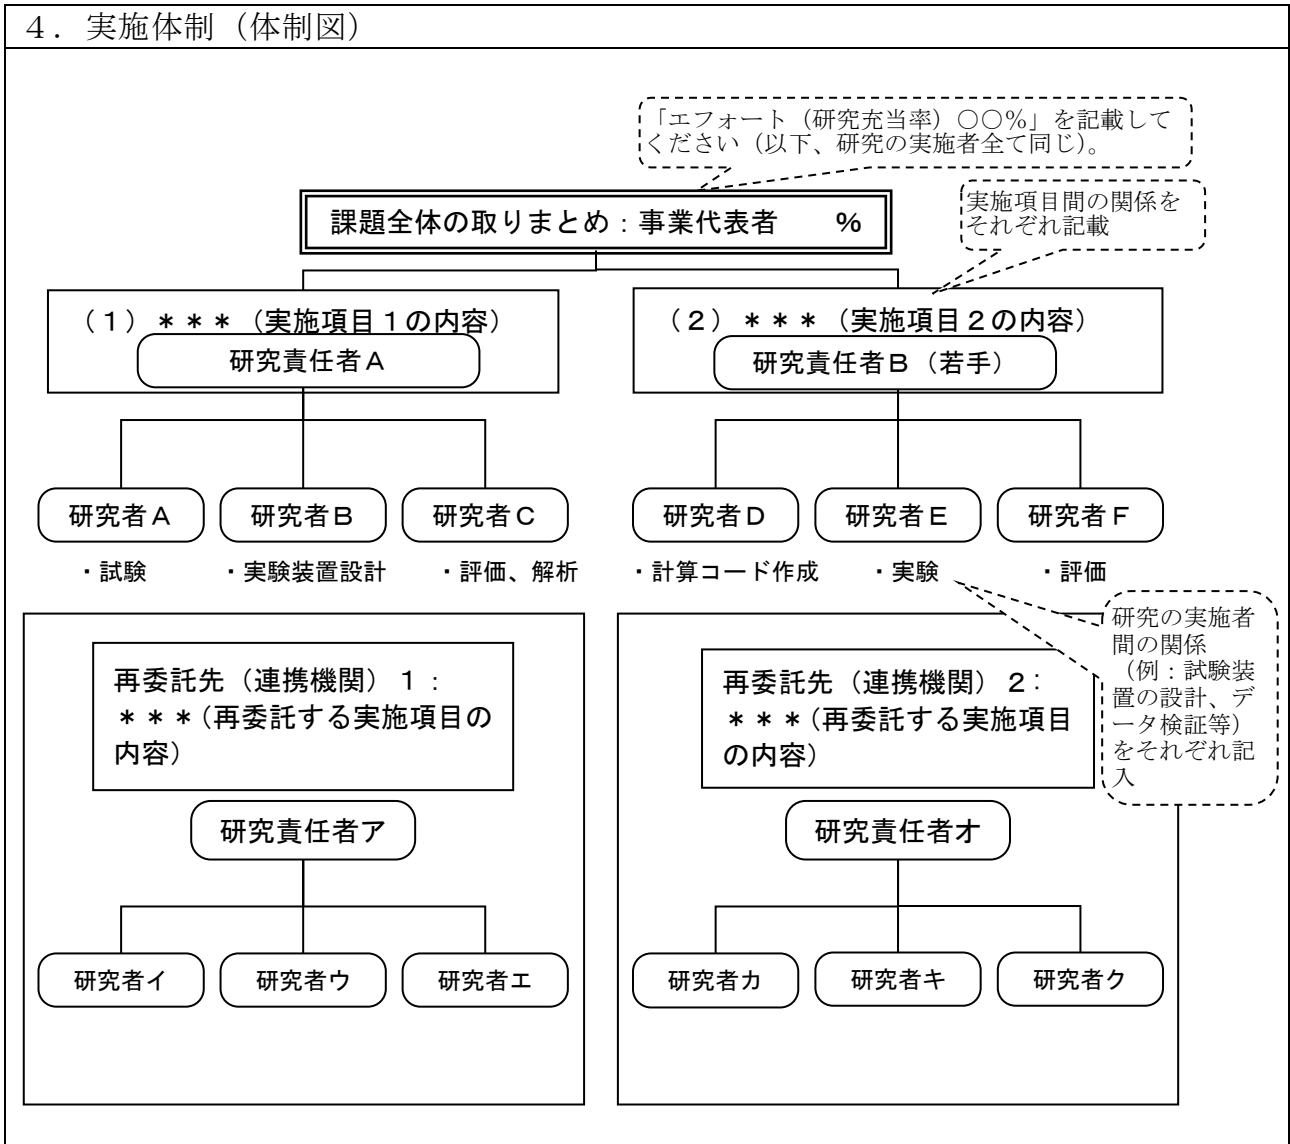 ４．実施体制（体制図）
「エフォート（研究充当率）○○％」を記載して
ください（以下、研究の実施者全て同じ）。
課題全体の取りまとめ：事業代表者　　％
実施項目間の関係を
それぞれ記載
（１）＊＊＊（実施項目１の内容）
研究責任者Ａ
（２）＊＊＊（実施項目２の内容）
研究責任者Ｂ（若手）
研究者Ａ
研究者Ｂ
研究者Ｃ
研究者Ｄ
研究者Ｅ
研究者Ｆ
・試験
・実験装置設計
・評価、解析
・計算コード作成
・実験
・評価
研究の実施者
間の関係
（例：試験装
置の設計、デ
ータ検証等）
をそれぞれ記
入
再委託先（連携機関）１：
＊＊＊（再委託する実施項目の
内容）
研究責任者ア
研究者イ
研究者ウ
研究者エ
再委託先（連携機関）２：
＊＊＊（再委託する実施項目
の内容）
研究責任者オ
研究者カ
研究者キ
研究者ク